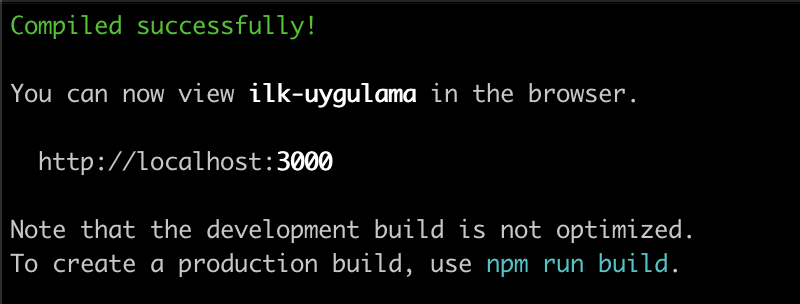 Compiled successfully!
You can now view ilk-uygulama in the browser.
http://localhost:3000
Note that the development build is not optimized.
To create a production build, use npm run build.